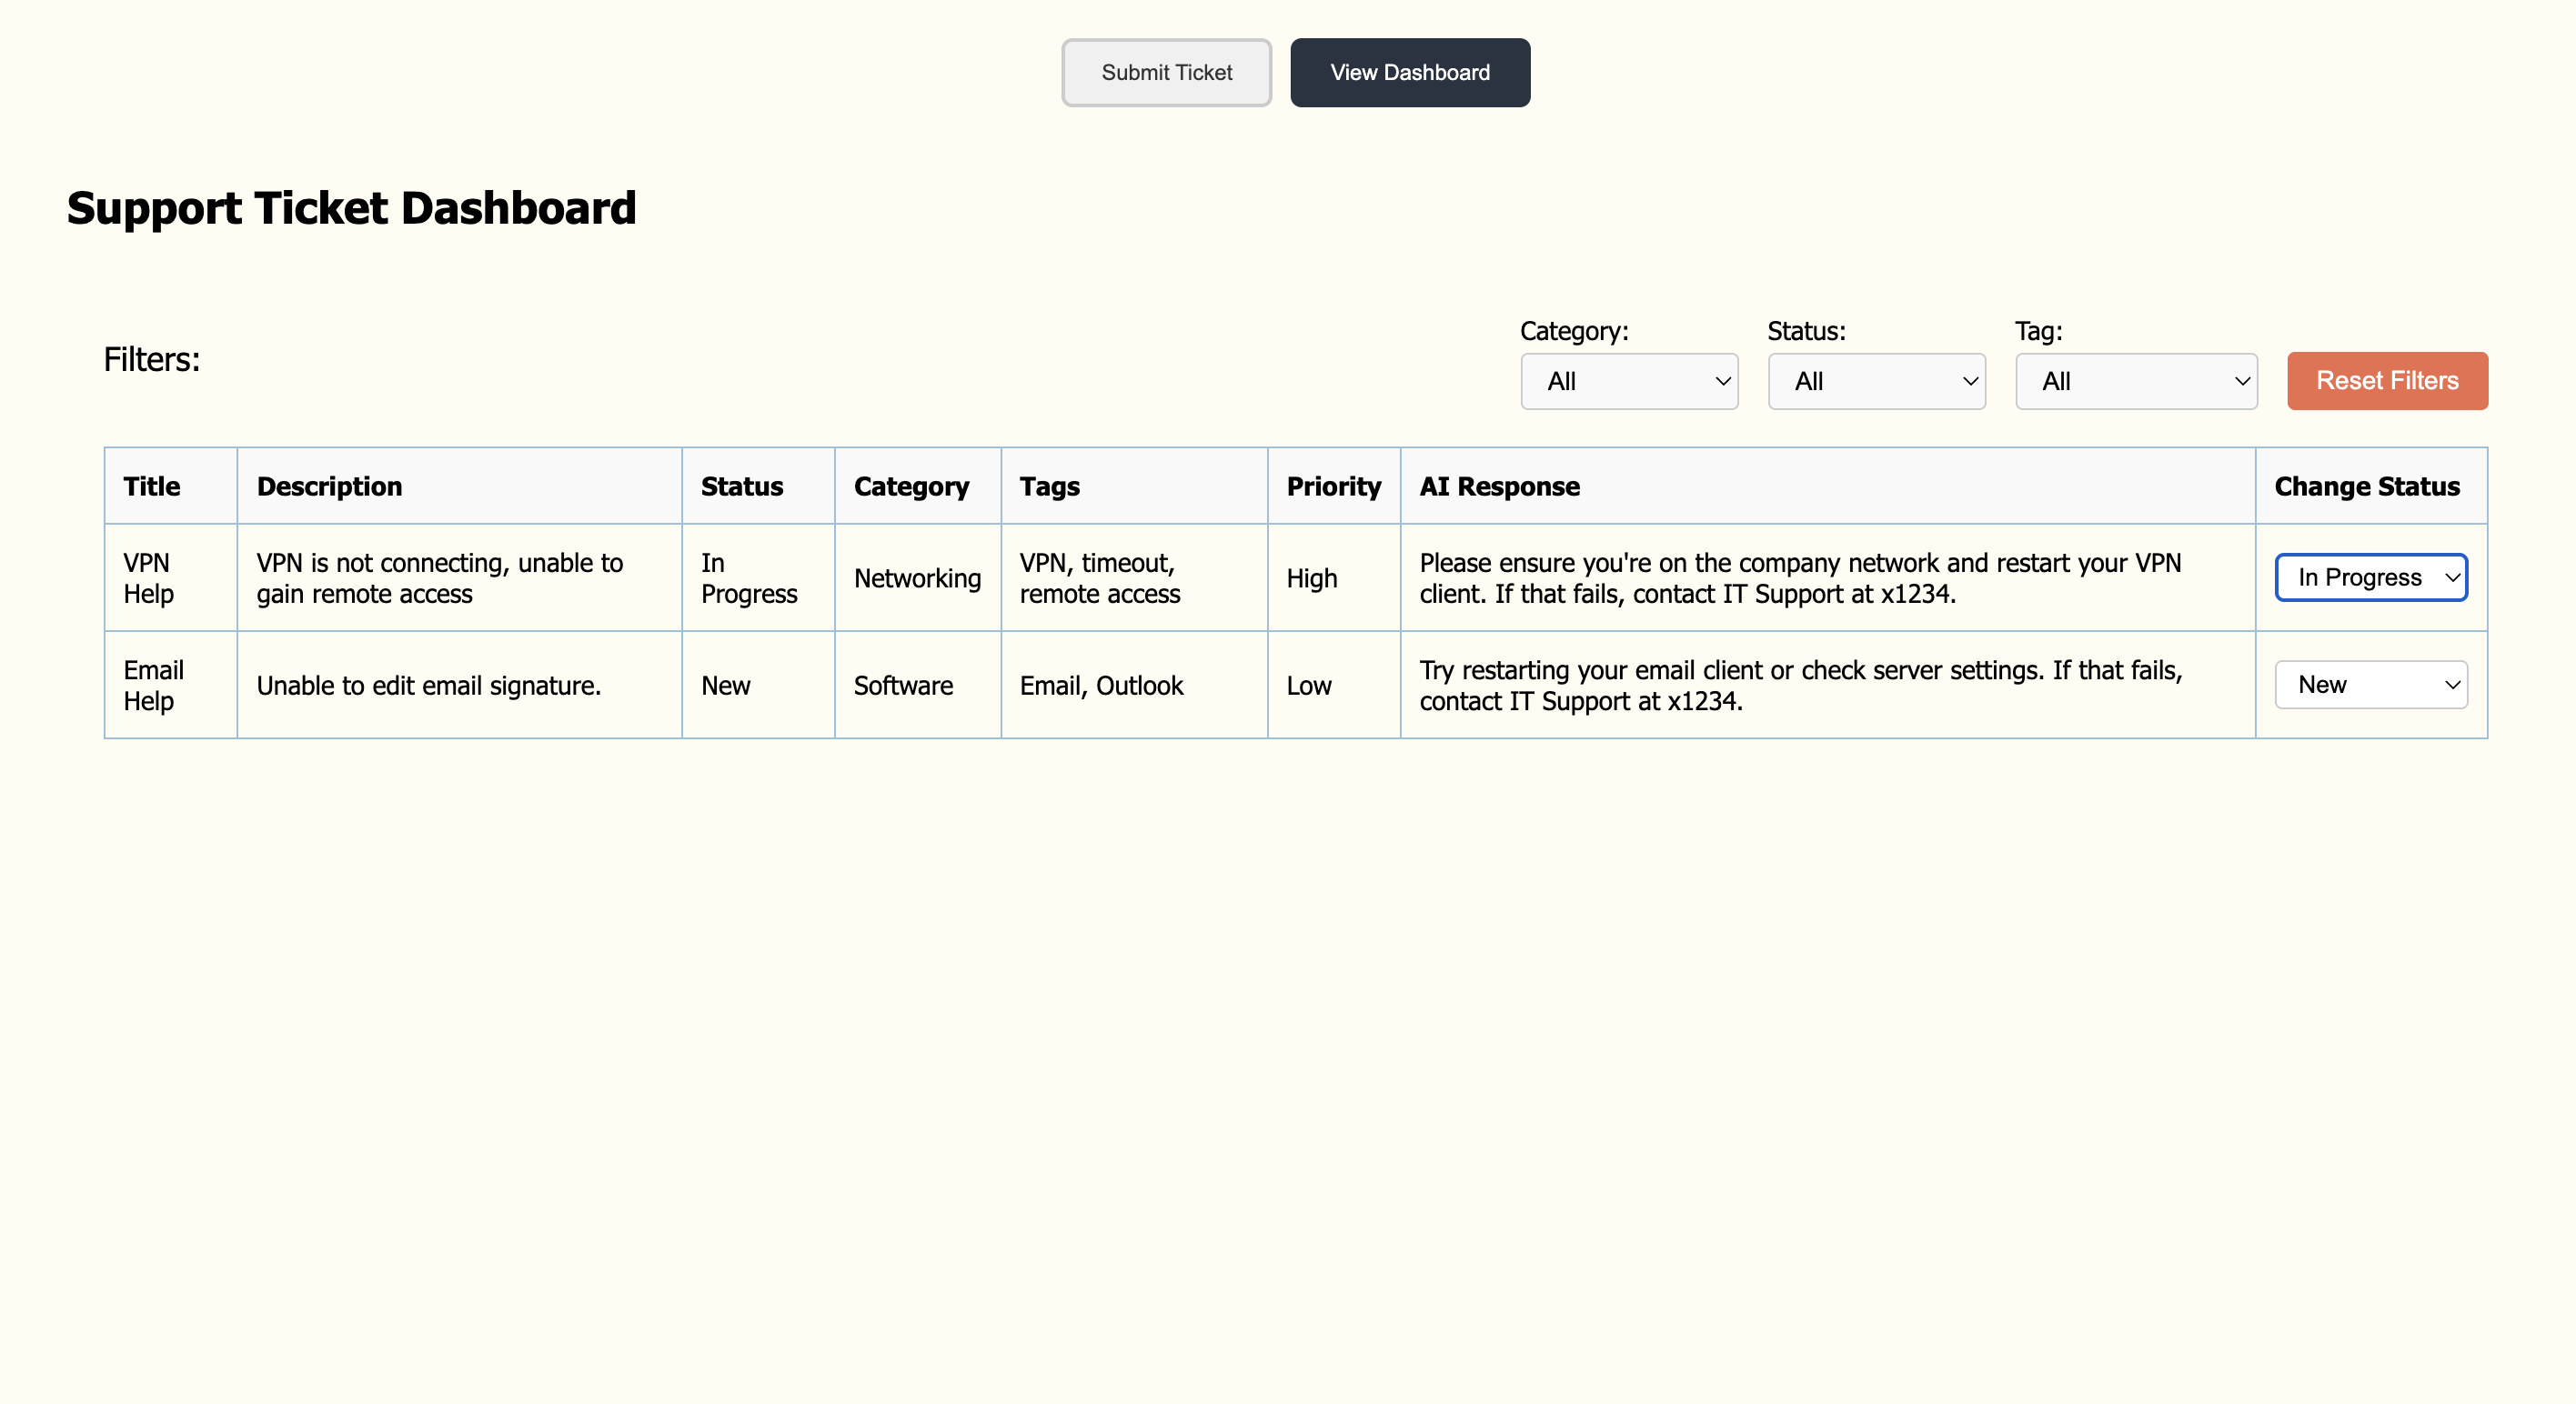 Submit Ticket
View Dashboard
Support Ticket Dashboard
Filters:
Category:
All
Status:
All
Tag:
All
Reset Filters
Title
Description
Status
Category
Tags
Priority
AI Response
Change Status
VPN
Help
VPN is not connecting, unable to
gain remote access
In
Progress
Networking
VPN, timeout,
remote access
High
Please ensure you're on the company network and restart your VPN
client. If that fails, contact IT Support at x1234.
In Progress
Email
Help
Unable to edit email signature.
New
Software
Email, Outlook
Low
Try restarting your email client or check server settings. If that fails,
contact IT Support at x1234.
New